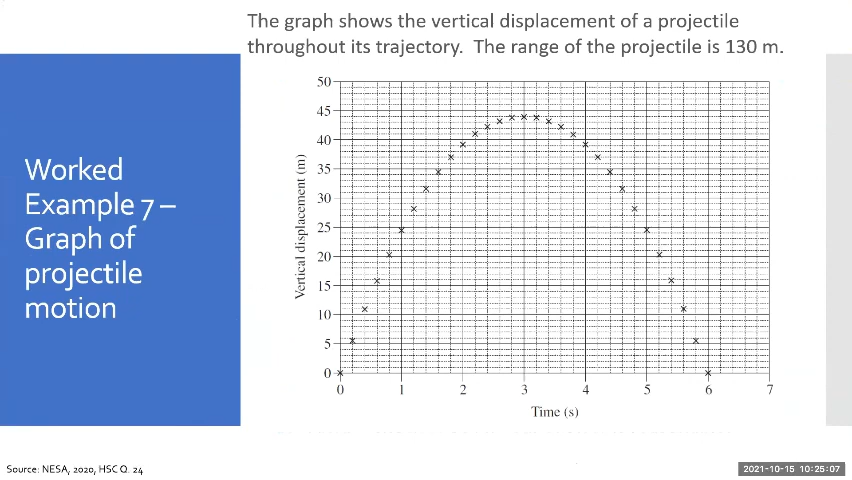 The graph shows the vertical displacement of a projectile
throughout its trajectory. The range of the projectile is 130 m.
Worked
Example 7 –
Graph of
projectile
motion
Vertical displacement (m)
50
45
40
35
30
25
20
15
10
5
0
0 1 2 3 4 5 6 7
Time (s)
Source: NESA, 2020, HSC Q. 24
2021-10-15 10:25:07